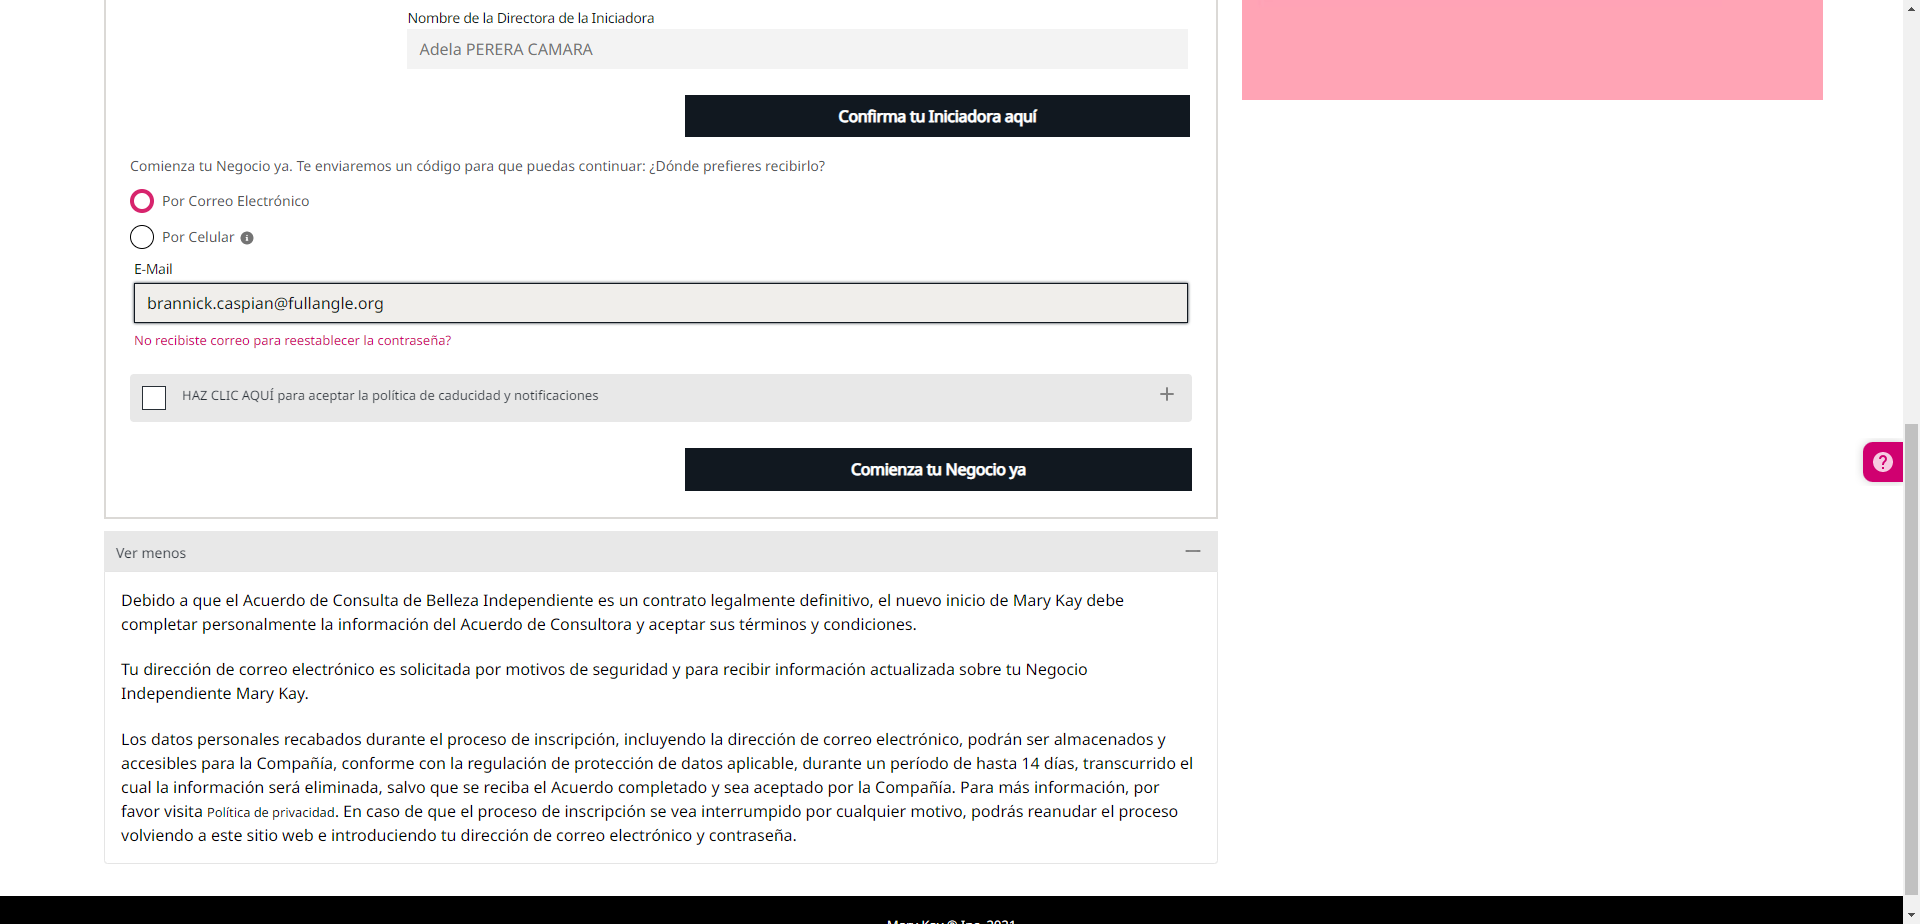 Nombre de la Directora de la Iniciadora
Adela PERERA CAMARA
Confirma tu Iniciadora aquí
Comienza tu Negocio ya. Te enviaremos un código para que puedas continuar: ¿Dónde prefieres recibirlo?
Por Correo Electrónico
Por Celular
E-Mail
brannick.caspian@fullangle.org
No recibiste correo para reestablecer la contraseña?
HAZ CLIC AQUÍ para aceptar la política de caducidad y notificaciones
Comienza tu Negocio ya
Ver menos
Debido a que el Acuerdo de Consulta de Belleza Independiente es un contrato legalmente definitivo, el nuevo inicio de Mary Kay debe
completar personalmente la información del Acuerdo de Consultora y aceptar sus términos y condiciones.
Tu dirección de correo electrónico es solicitada por motivos de seguridad y para recibir información actualizada sobre tu Negocio
Independiente Mary Kay.
Los datos personales recabados durante el proceso de inscripción, incluyendo la dirección de correo electrónico, podrán ser almacenados y
accesibles para la Compañía, conforme con la regulación de protección de datos aplicable, durante un período de hasta 14 días, transcurrido el
cual la información será eliminada, salvo que se reciba el Acuerdo completado y sea aceptado por la Compañía. Para más información, por
favor visita Política de privacidad. En caso de que el proceso de inscripción se vea interrumpido por cualquier motivo, podrás reanudar el proceso
volviendo a este sitio web e introduciendo tu dirección de correo electrónico y contraseña.
Mary Kay ® Inc. 2021